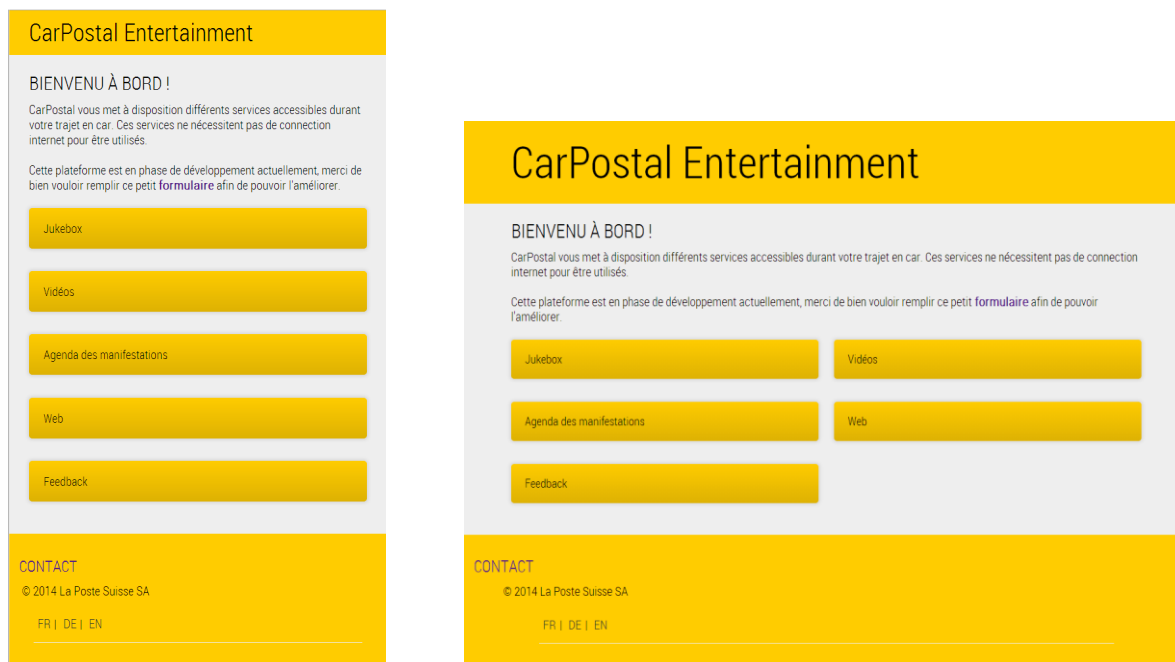 CarPostal Entertainment
BIENVENU À BORD !
CarPostal vous met à disposition différents services accessibles durant
votre trajet en car. Ces services ne nécessitent pas de connection
internet pour être utilisés.
Cette plateforme est en phase de développement actuellement, merci de
bien vouloir remplir ce petit formulaire afin de pouvoir l'améliorer.
Jukebox
Vidéos
Agenda des manifestations
Web
Feedback
CONTACT
© 2014 La Poste Suisse SA
FR | DE | EN
CarPostal Entertainment
BIENVENU À BORD !
CarPostal vous met à disposition différents services accessibles durant votre trajet en car. Ces services ne nécessitent pas de connection
internet pour être utilisés.
Cette plateforme est en phase de développement actuellement, merci de bien vouloir remplir ce petit formulaire afin de pouvoir
l'améliorer.
Jukebox
Vidéos
Agenda des manifestations
Web
Feedback
CONTACT
© 2014 La Poste Suisse SA
FR | DE | EN